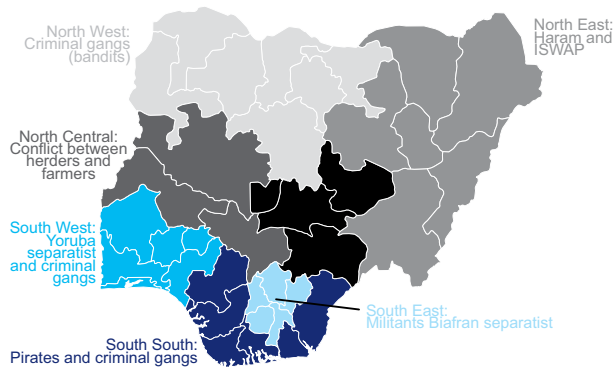 North West:
Criminal gangs
(bandits)
North East:
Haram and
ISWAP
North Central:
Conflict between
herders and
farmers
South West:
Yoruba
separatist
and criminal
gangs
South East:
Militants Biafran separatist
South South:
Pirates and criminal gangs